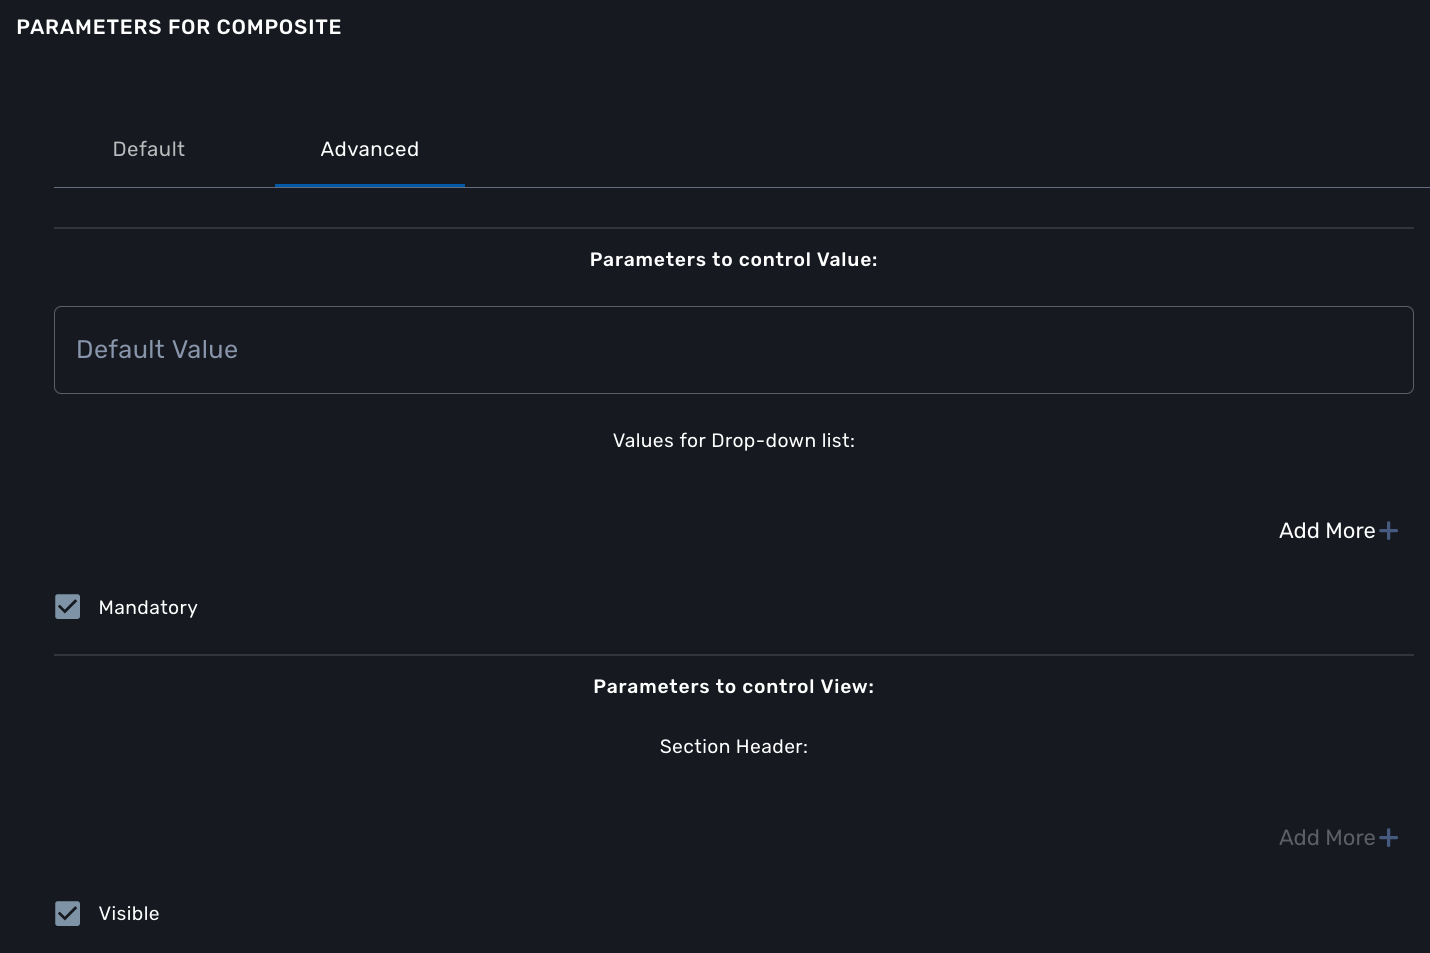 PARAMETERS FOR COMPOSITE
Default Advanced
Parameters to control Value:
Default Value
Values for Drop-down list:
Add More
Mandatory
Parameters to control View:
Section Header:
Add More
Visible